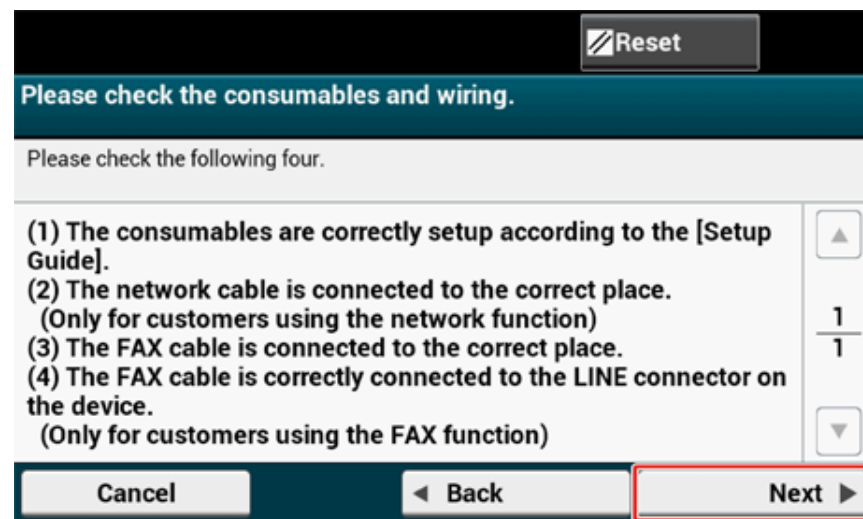 Reset
Please check the consumables and wiring.
Please check the following four.
(1) The consumables are correctly setup according to the [Setup
Guide].
(2) The network cable is connected to the correct place.
(Only for customers using the network function)
(3) The FAX cable is connected to the correct place.
(4) The FAX cable is correctly connected to the LINE connector on
the device.
(Only for customers using the FAX function)
1
1
Cancel
Back
Next